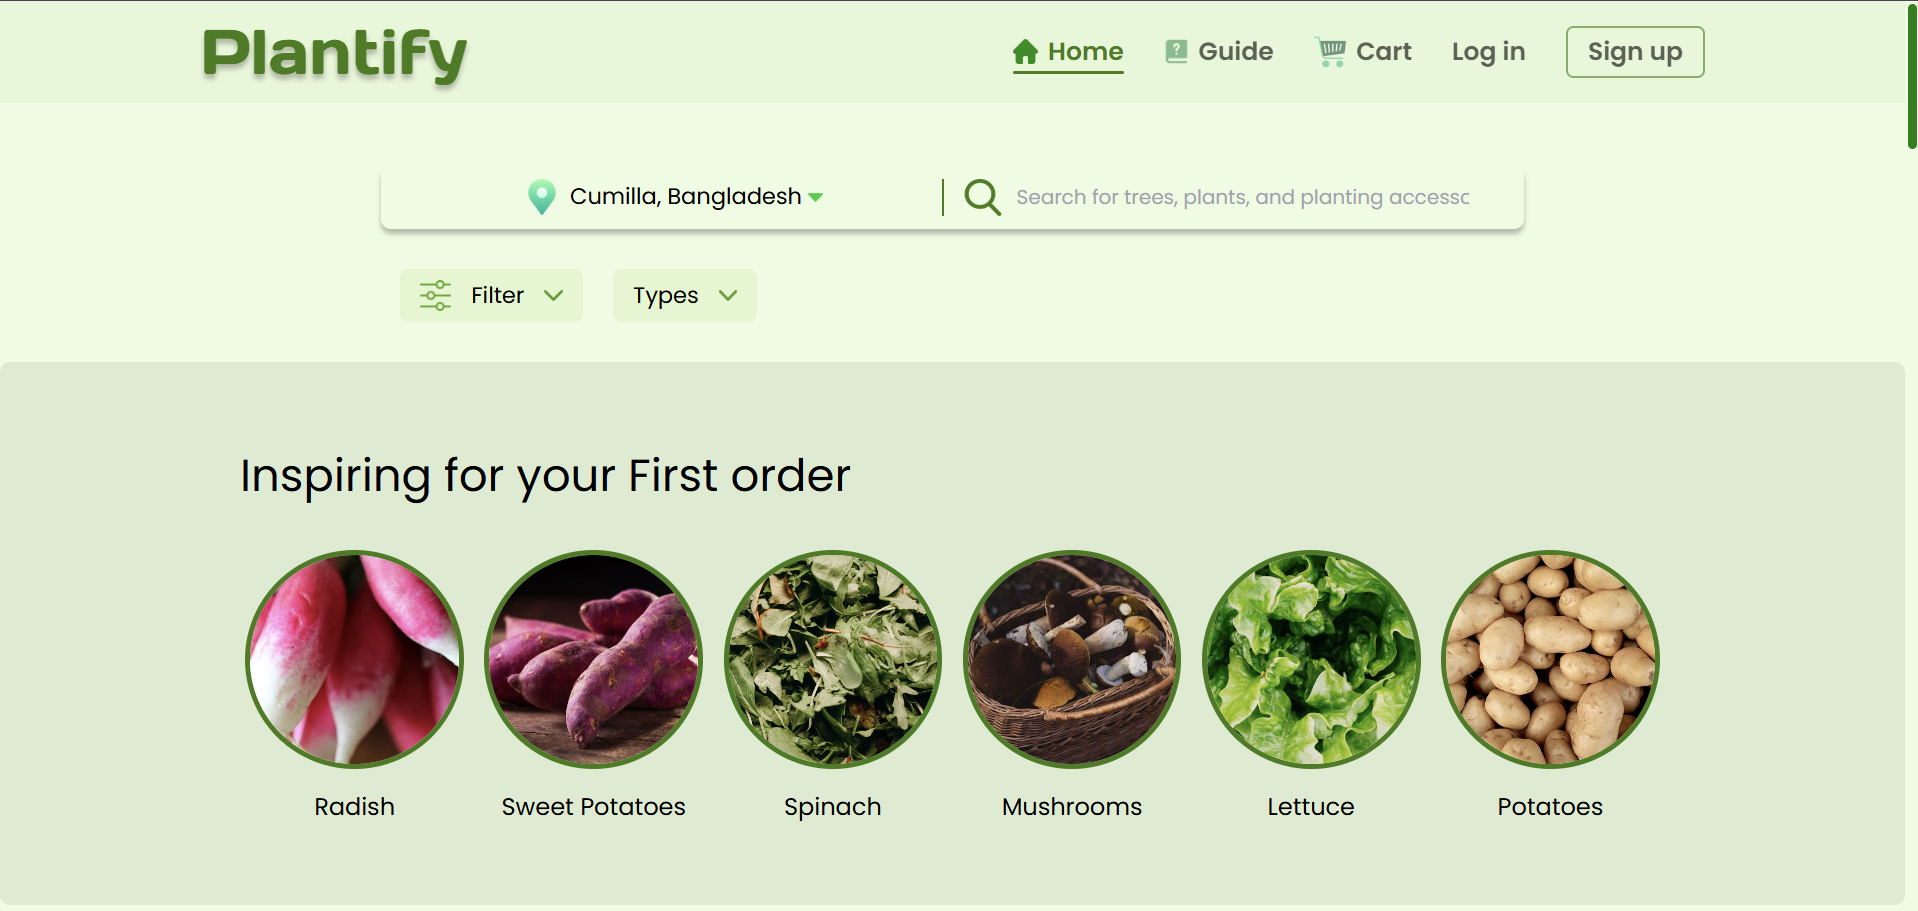 Plantify
Home
Guide
Cart
Log in
Sign up
Cumilla, Bangladesh
Search for trees, plants, and planting accessc
Filter
Types
Inspiring for your First order
Radish
Sweet Potatoes
Spinach
Mushrooms
Lettuce
Potatoes